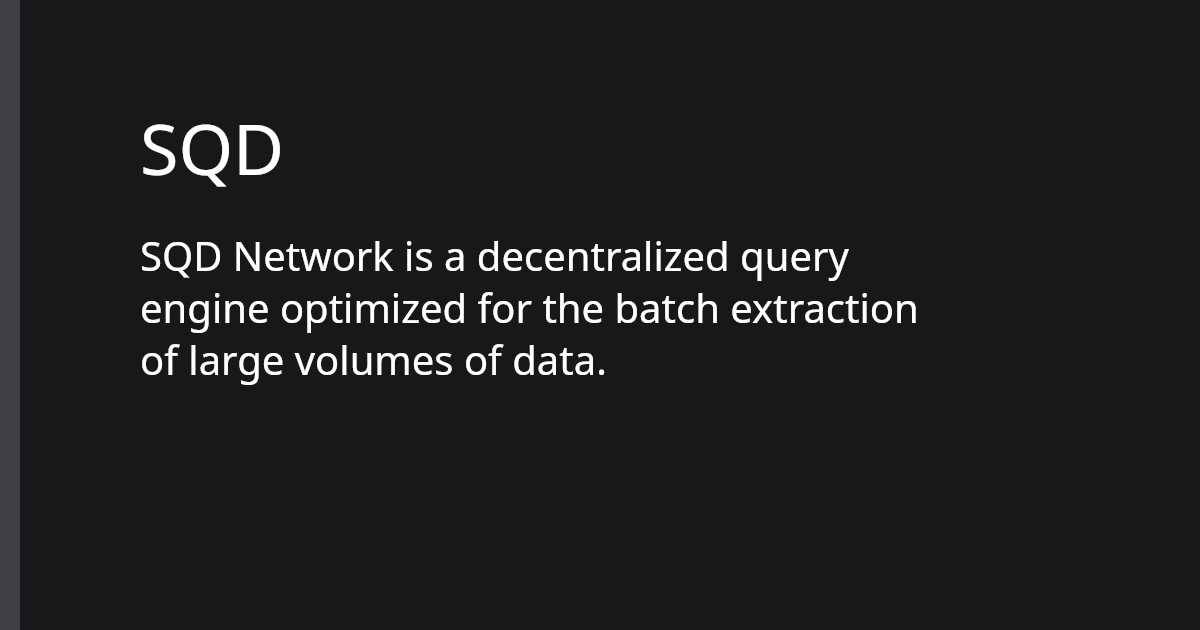 SQD
SQD Network is a decentralized query
engine optimized for the batch extraction
of large volumes of data.